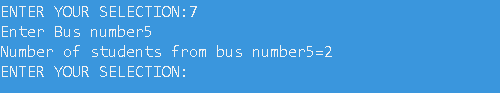 ENTER YOUR SELECTION:7
Enter Bus number5
Number of students from bus number5=2
ENTER YOUR SELECTION: